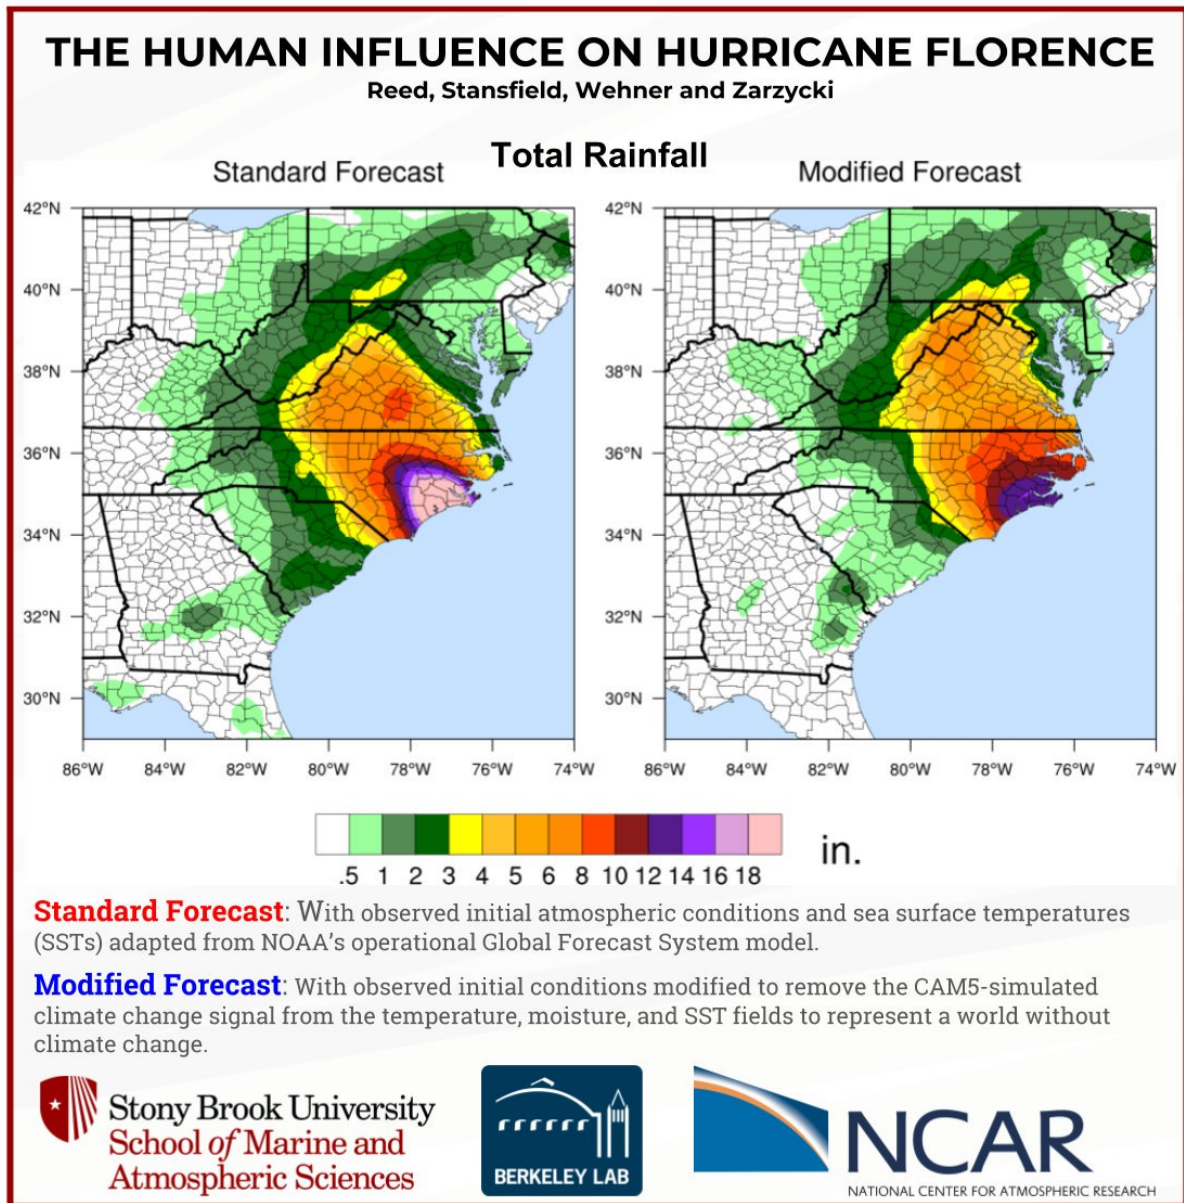 THE HUMAN INFLUENCE ON HURRICANE FLORENCE
Reed, Stansfield, Wehner and Zarzycki
Total Rainfall
Standard Forecast
Modified Forecast
42°N
40°N
38°N
36°N
34°N
32°N
30°N
86°W 84°W 82°W 80°W 78°W 76°W 74°W
42°N
40°N
38°N
36°N
34°N
32°N
30°N
86°W 84°W 82°W 80°W 78°W 76°W 74°W
.5 1 2 3 4 5 6 8 10 12 14 16 18
in.
Standard Forecast: With observed initial atmospheric conditions and sea surface temperatures
(SSTs) adapted from NOAA's operational Global Forecast System model.
Modified Forecast: With observed initial conditions modified to remove the CAM5-simulated
climate change signal from the temperature, moisture, and SST fields to represent a world without
climate change.
Stony Brook University
School of Marine and
Atmospheric Sciences
BERKELEY LAB
NCAR
NATIONAL CENTER FOR ATMOSPHERIC RESEARCH